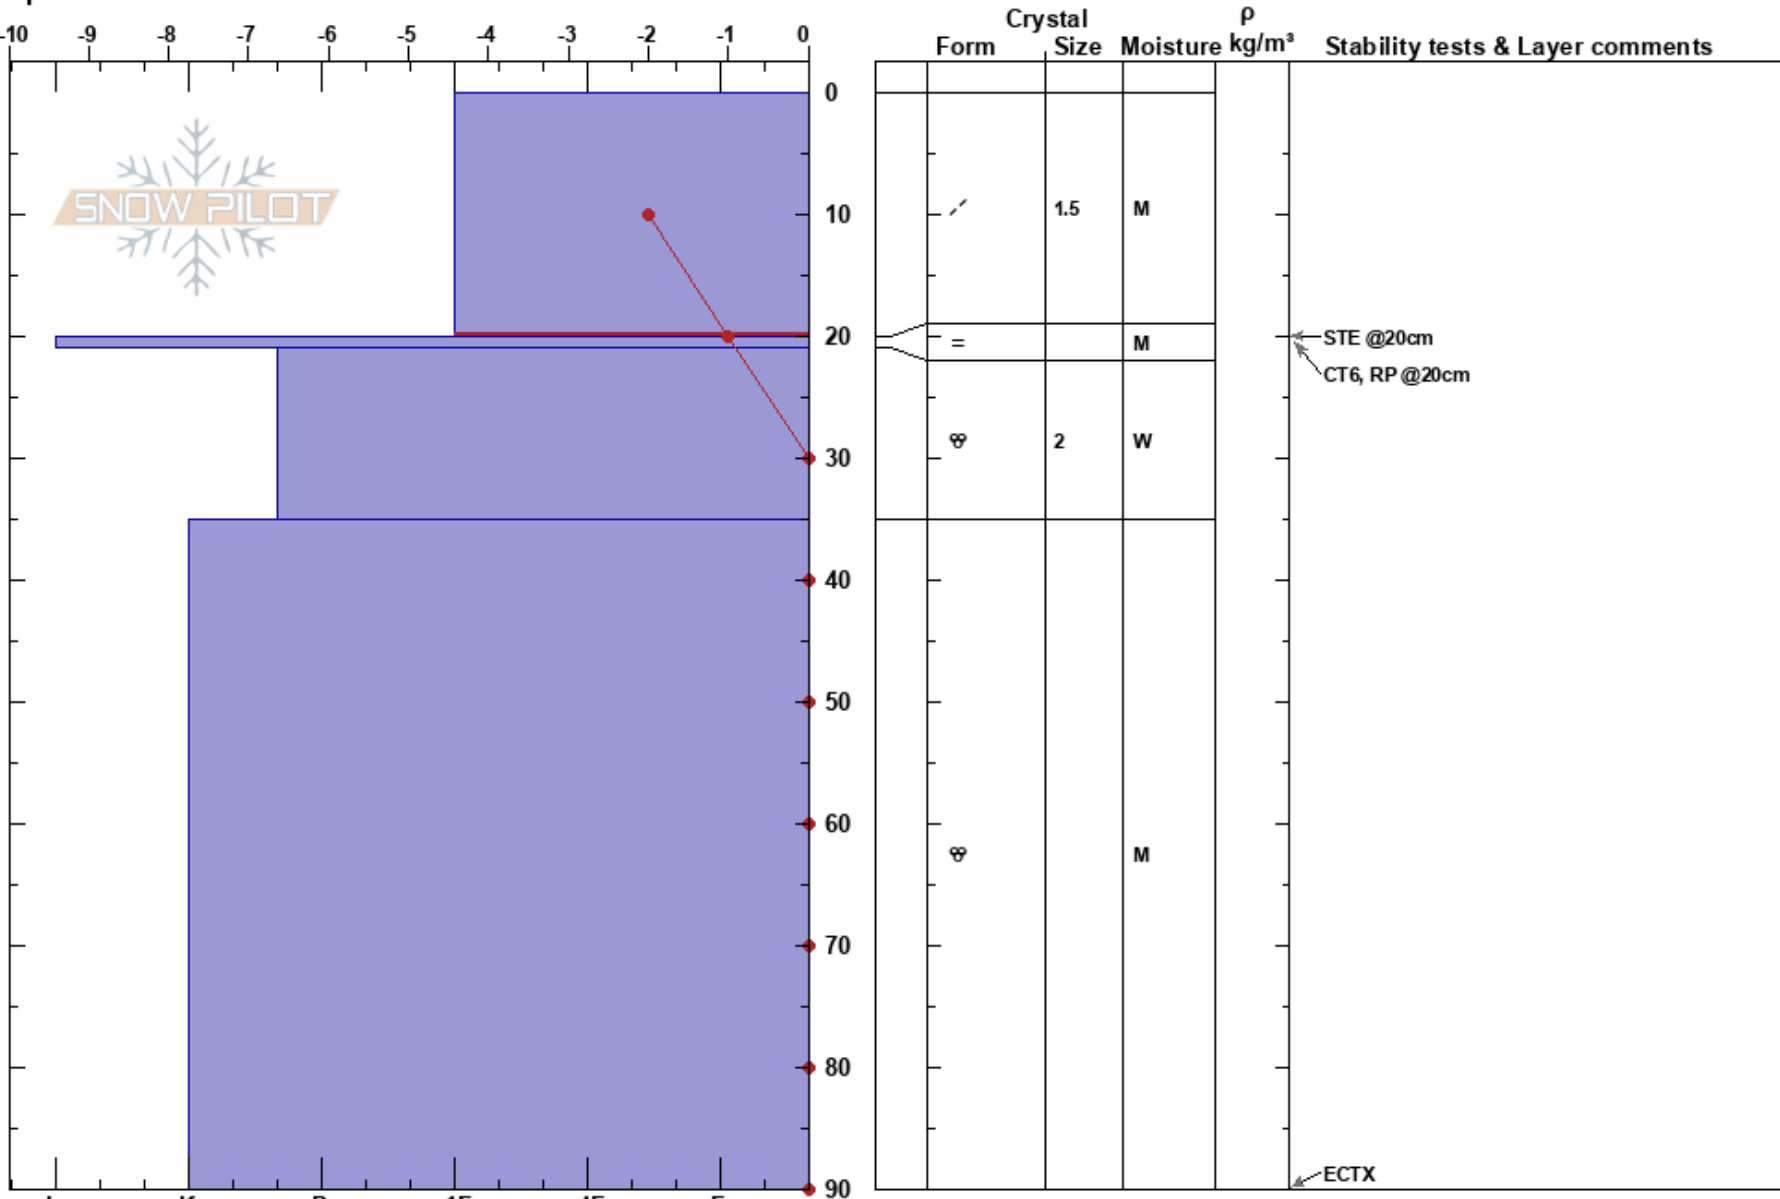 -10 -9 -8 -7 -6 -5 -4 -3 -2 -1 0
Crystal
ρ
Form Size Moisture kg/m³ Stability tests & Layer comments
SNOW PILOT
0
10
1.5 M
20
= M
STE @20cm
CT6, RP @20cm
2 W
30
40
50
60
M
70
80
ECTX
90